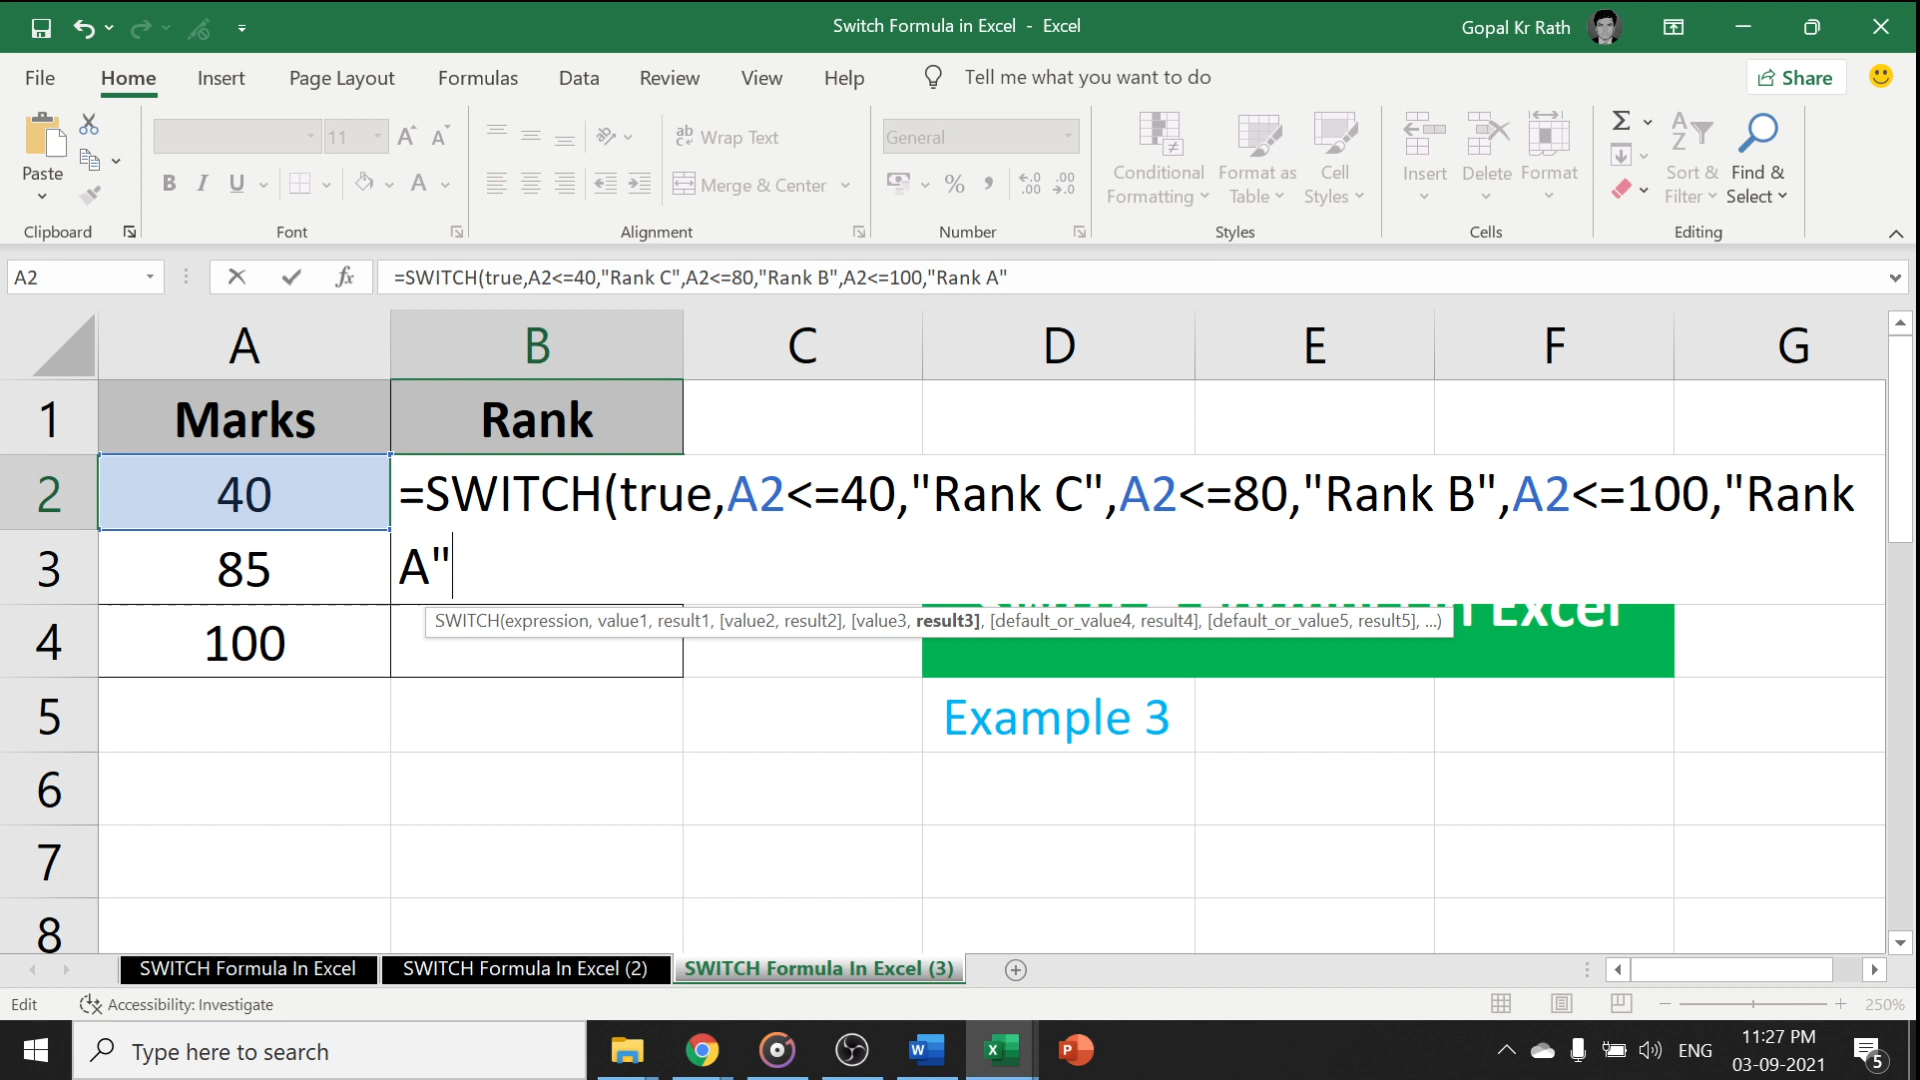 Switch Formula in Excel - Excel
Gopal Kr Rath
File Home Insert Page Layout Formulas Data Review View Help Tell me what you want to do
Share
Paste
11
B I U
Wrap Text
Merge & Center
General
Conditional Formatting
Format as Table
Cell Styles
Insert Delete Format
Sort & Filter
Find & Select
Clipboard Font Alignment Number Styles Cells Editing
A2
=SWITCH(true,A2<=40,"Rank C",A2<=80,"Rank B",A2<=100,"Rank A"
A B C D E F G
1 Marks Rank
2 40 =SWITCH(true,A2<=40,"Rank C",A2<=80,"Rank B",A2<=100,"Rank
3 85 A"
SWITCH(expression, value1, result1, [value2, result2], [value3, result3], [default_or_value4, result4], [default_or_value5, result5], ...)
4 100
in Excel
5 Example 3
6
7
8
SWITCH Formula In Excel SWITCH Formula In Excel (2) SWITCH Formula In Excel (3)
Edit Accessibility: Investigate 250%
Type here to search
ENG
11:27 PM
03-09-2021
5